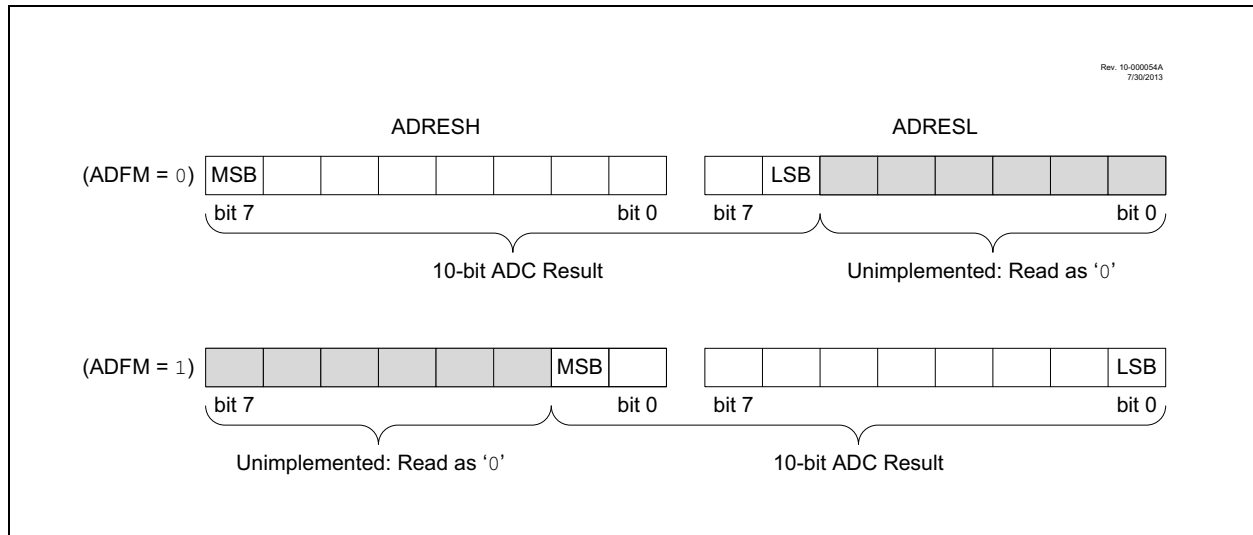 Rev. 10-000054A
7/30/2013
ADRESH ADRESL
(ADFM = 0) MSB LSB
bit 7 bit 0 bit 7 bit 0
10-bit ADC Result Unimplemented: Read as ‘0’
(ADFM = 1) MSB LSB
bit 7 bit 0 bit 7 bit 0
Unimplemented: Read as ‘0’ 10-bit ADC Result